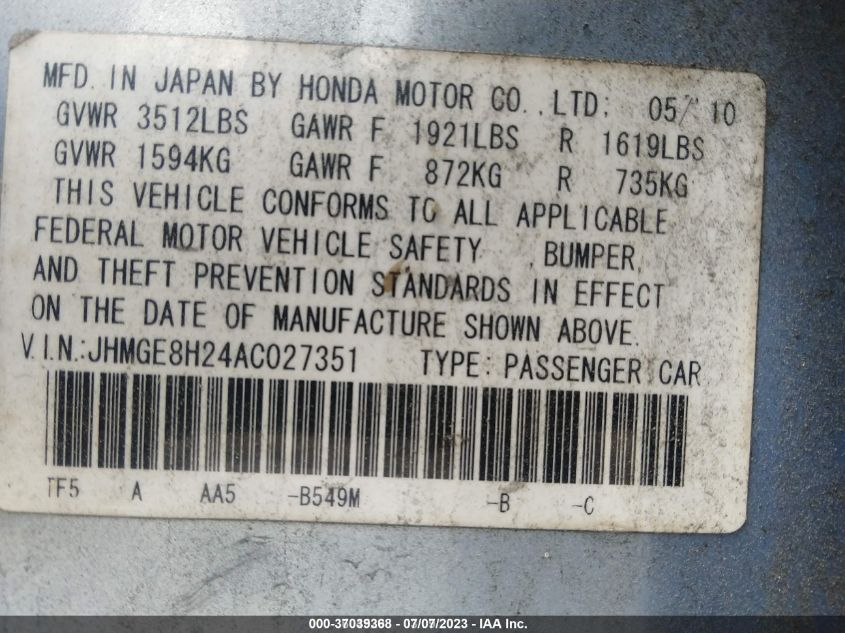 MFD. IN JAPAN BY HONDA MOTOR CO., LTD; 05/ 10
GVWR 3512LBS GAWR F 1921LBS R 1619LBS
GVWR 1594KG GAWR F 872KG R 735KG
THIS VEHICLE CONFORMS TO ALL APPLICABLE
FEDERAL MOTOR VEHICLE SAFETY , BUMPER,
AND THEFT PREVENTION STANDARDS IN EFFECT
ON THE DATE OF MANUFACTURE SHOWN ABOVE.
V.I.N.:JHMGE8H24AC027351 TYPE: PASSENGER CAR
TF5 A AA5 -B549M -B -C
000-37039368 - 07/07/2023 - IAA Inc.